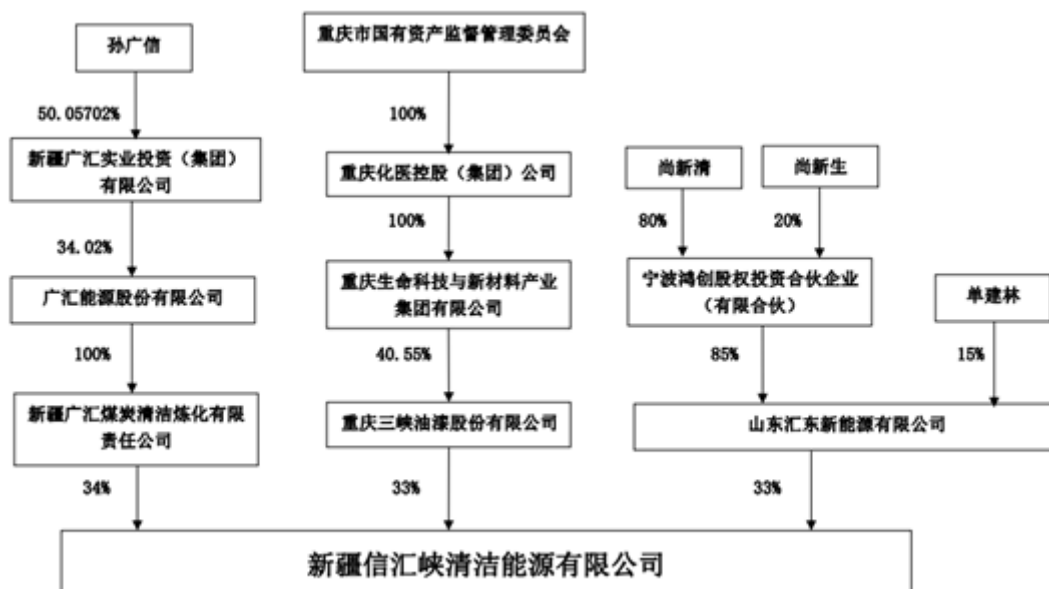 孙广信
重庆市国有资产监督管理委员会
50.05702%
100%
新疆广汇实业投资（集团）
有限公司
重庆化医控股（集团）公司
尚新清
尚新生
34.02%
100%
80%
20%
广汇能源股份有限公司
重庆生命科技与新材料产业
集团有限公司
宁波鸿创股权投资合伙企业
（有限合伙）
单建林
100%
40.55%
85%
15%
新疆广汇煤炭清洁炼化有限
责任公司
重庆三峡油漆股份有限公司
山东汇东新能源有限公司
34%
33%
33%
新疆信汇峡清洁能源有限公司